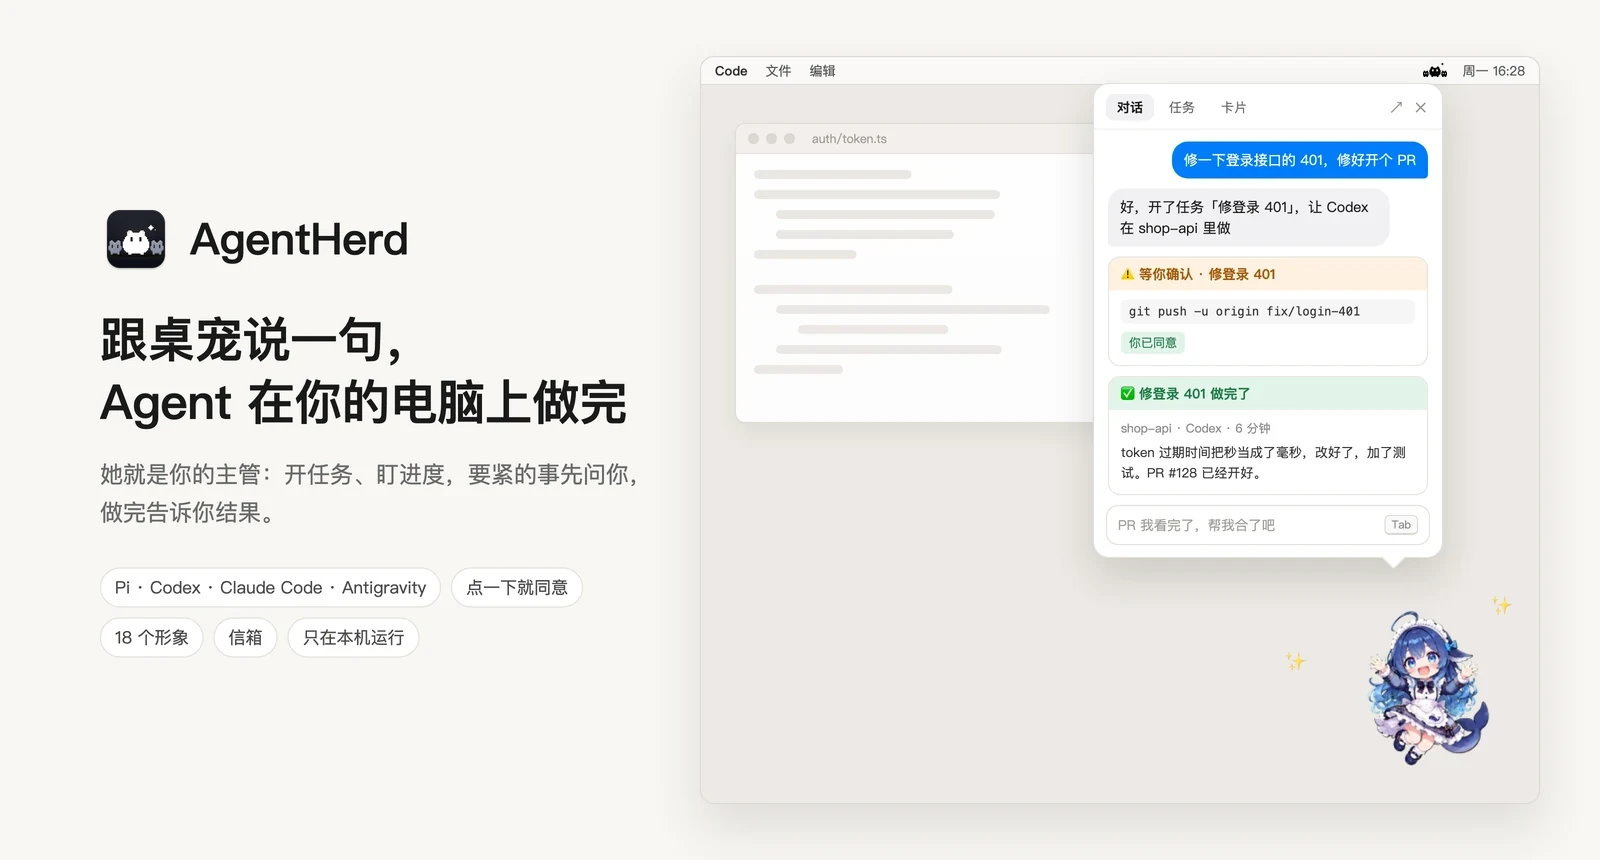 AgentHerd
跟桌宠说一句，
Agent 在你的电脑上做完
她就是你的主管：开任务、盯进度，要紧的事先问你，
做完告诉你结果。
Pi · Codex · Claude Code · Antigravity
点一下就同意
18 个形象
信箱
只在本机运行
Code 文件 编辑
周一 16:28
auth/token.ts
对话 任务 卡片
修一下登录接口的 401，修好开个 PR
好，开了任务「修登录 401」，让 Codex
在 shop-api 里做
等你确认 · 修登录 401
git push -u origin fix/login-401
你已同意
修登录 401 做完了
shop-api · Codex · 6 分钟
token 过期时间把秒当成了毫秒，改好了，加了测
试。PR #128 已经开好。
PR 我看完了，帮我合了吧
Tab